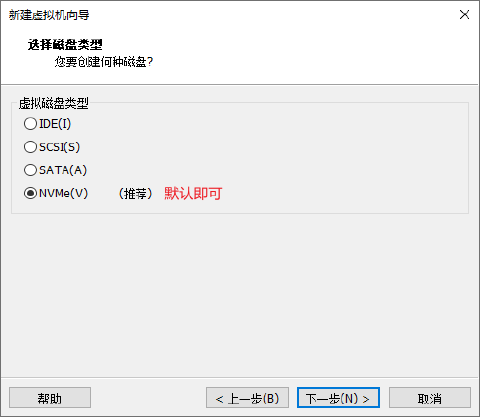 新建虚拟机向导
选择磁盘类型
您要创建何种磁盘?
虚拟磁盘类型
IDE(I)
SCSI(S)
SATA(A)
NVMe(V) （推荐） 默认即可
帮助 < 上一步(B) 下一步(N) > 取消